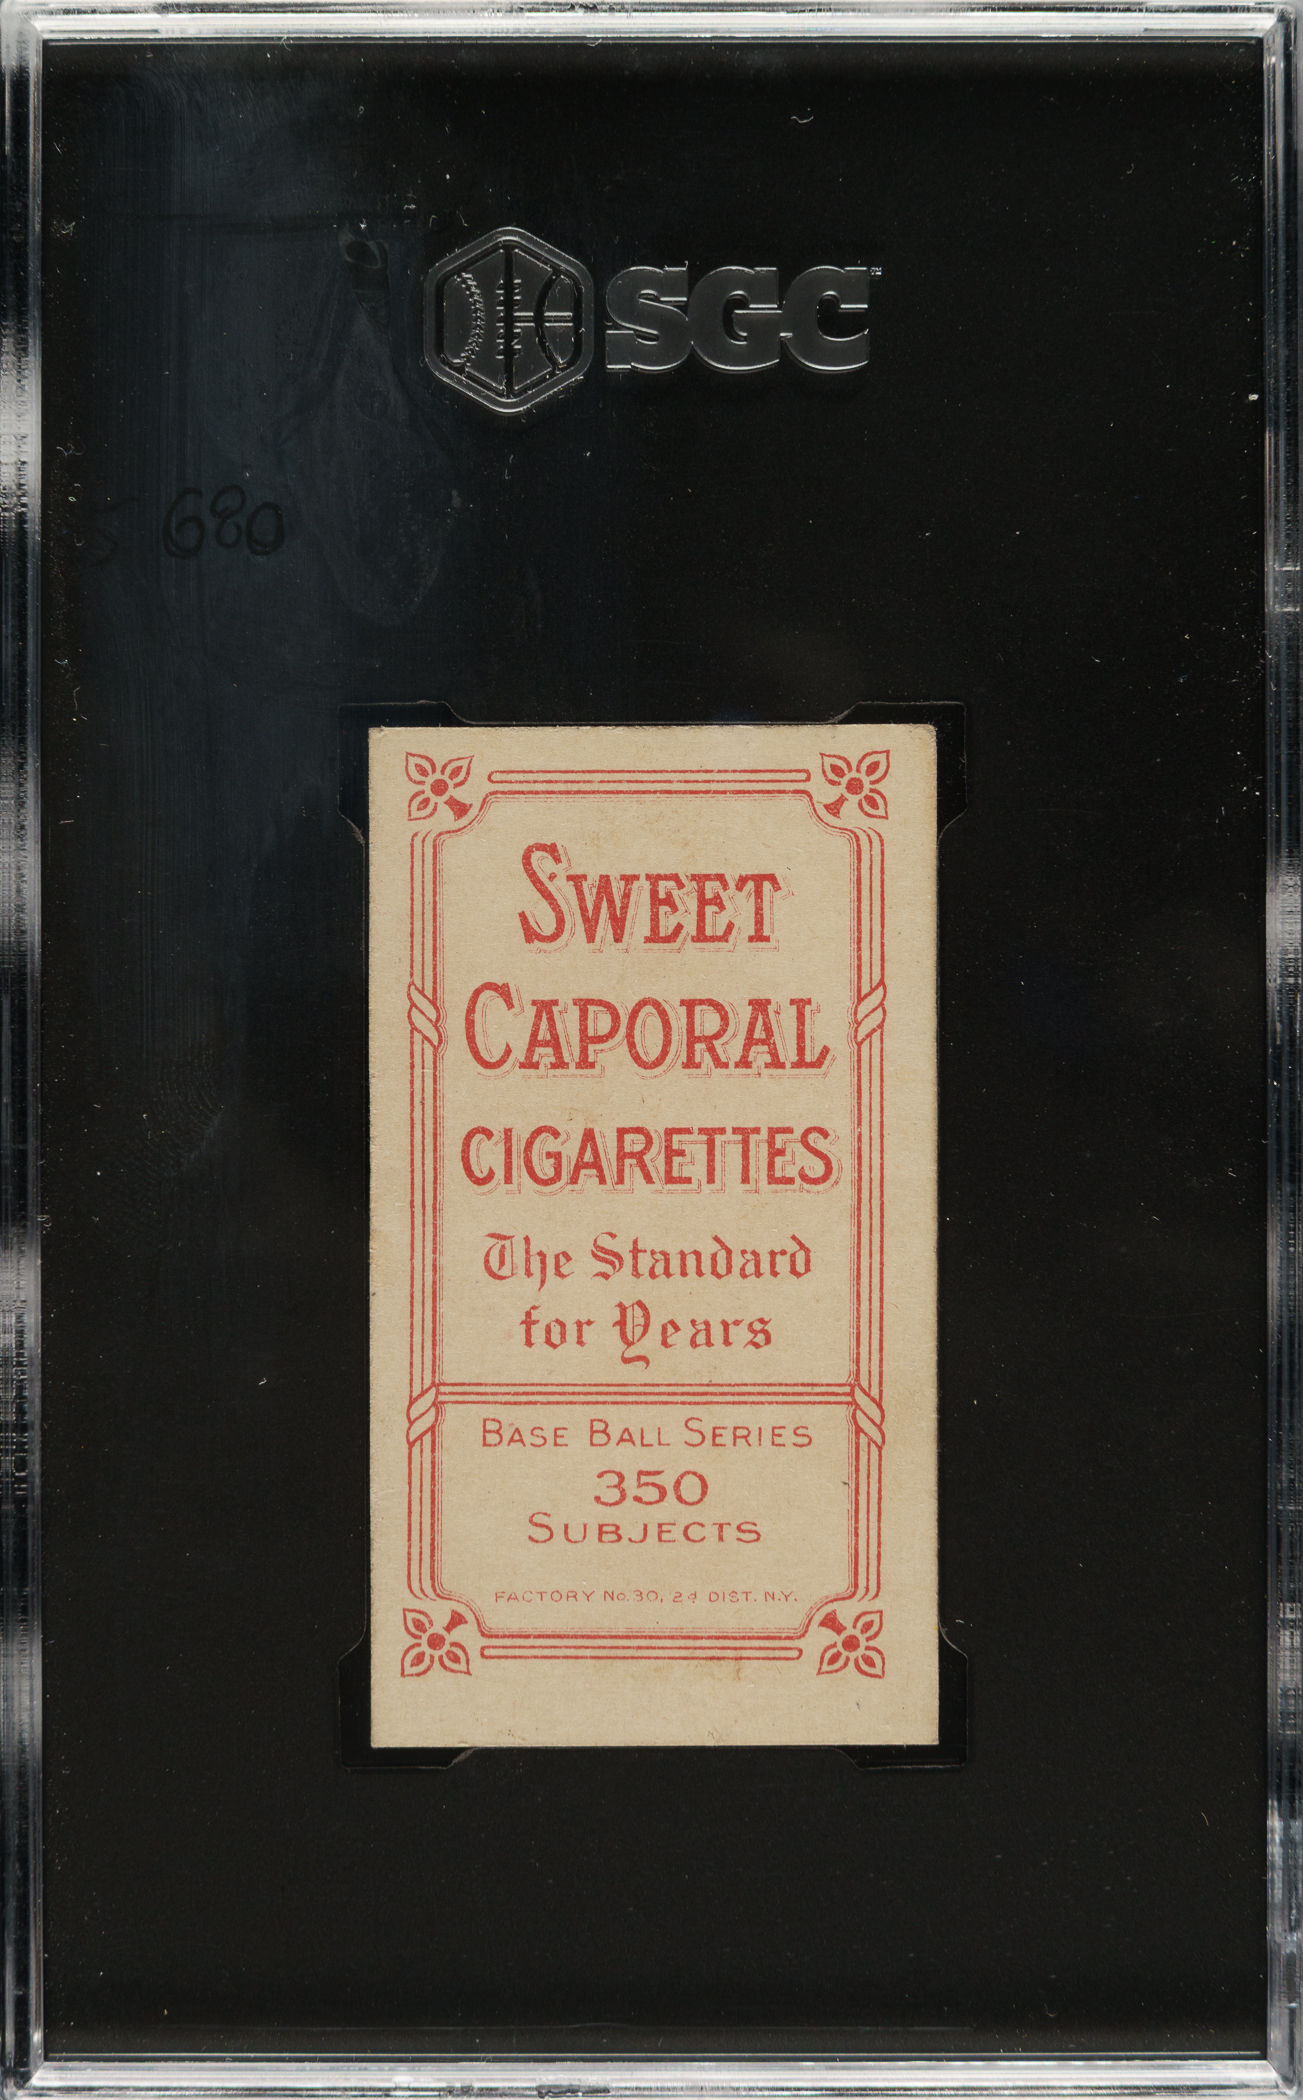 SGC
680
SWEET
CAPORAL
CIGARETTES
The Standard
for Years
BASE BALL SERIES
350
SUBJECTS
FACTORY No. 30, 2d DIST. N.Y.